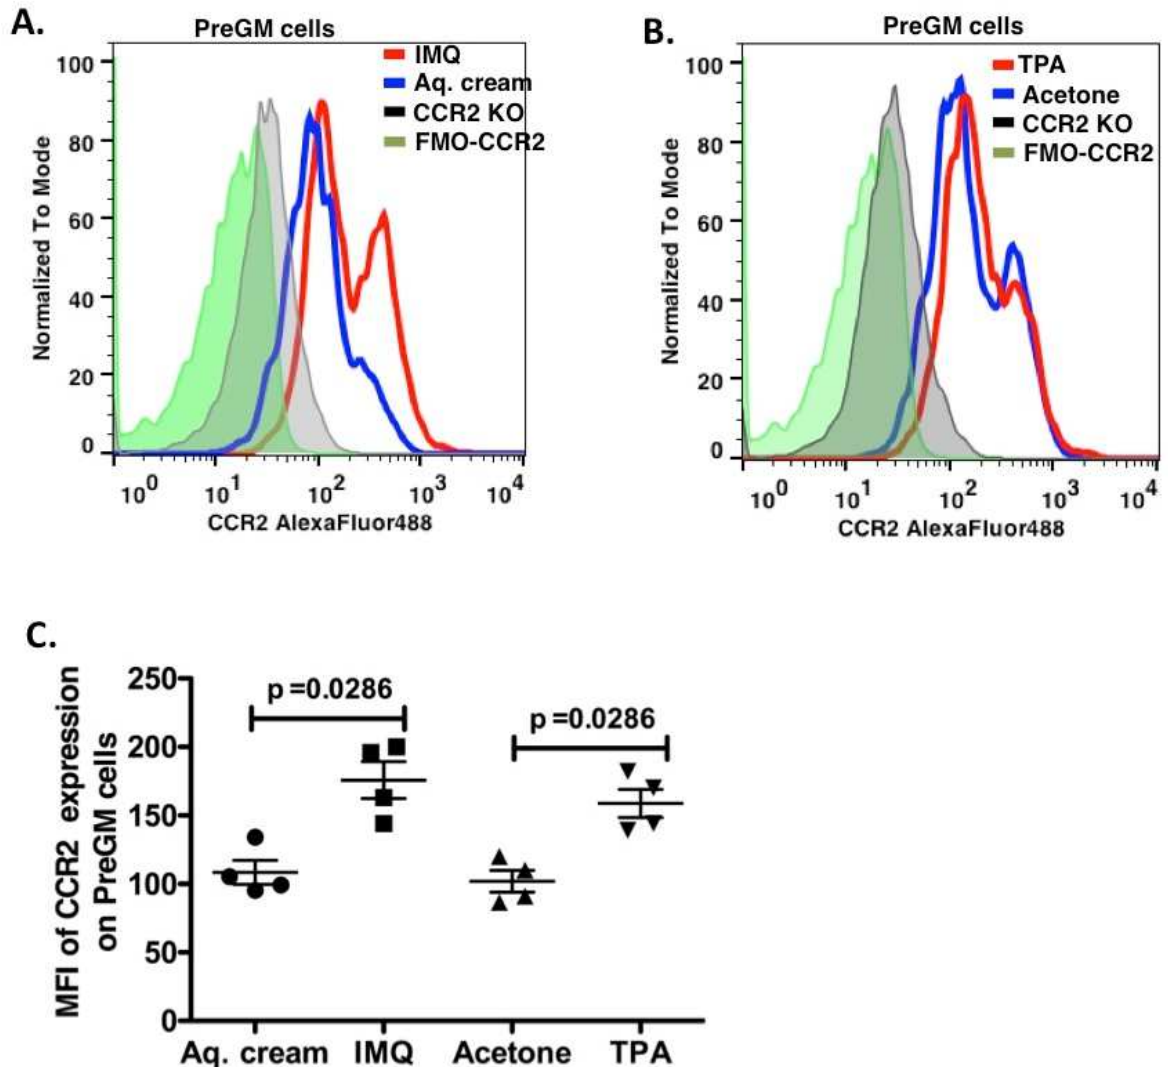 A.
PreGM cells
IMQ
Aq. cream
CCR2 KO
FMO-CCR2
100
80
60
40
20
0
Normalized To Mode
10^0 10^1 10^2 10^3 10^4
CCR2 AlexaFluor488
B.
PreGM cells
TPA
Acetone
CCR2 KO
FMO-CCR2
100
80
60
40
20
0
Normalized To Mode
10^0 10^1 10^2 10^3 10^4
CCR2 AlexaFluor488
C.
MFI of CCR2 expression
on PreGM cells
250
200
150
100
50
0
p =0.0286
p =0.0286
Aq. cream IMQ Acetone TPA